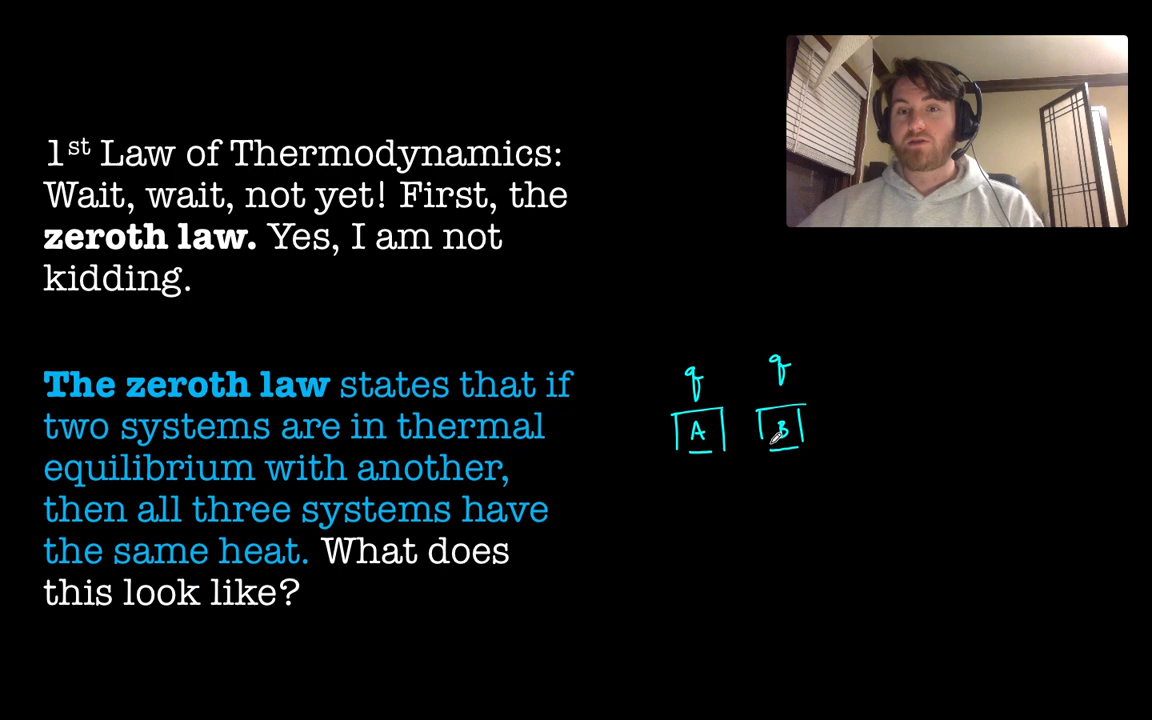 1st Law of Thermodynamics:
Wait, wait, not yet! First, the
zeroth law. Yes, I am not
kidding.
The zeroth law states that if
two systems are in thermal
equilibrium with another,
then all three systems have
the same heat. What does
this look like?
q q
A B